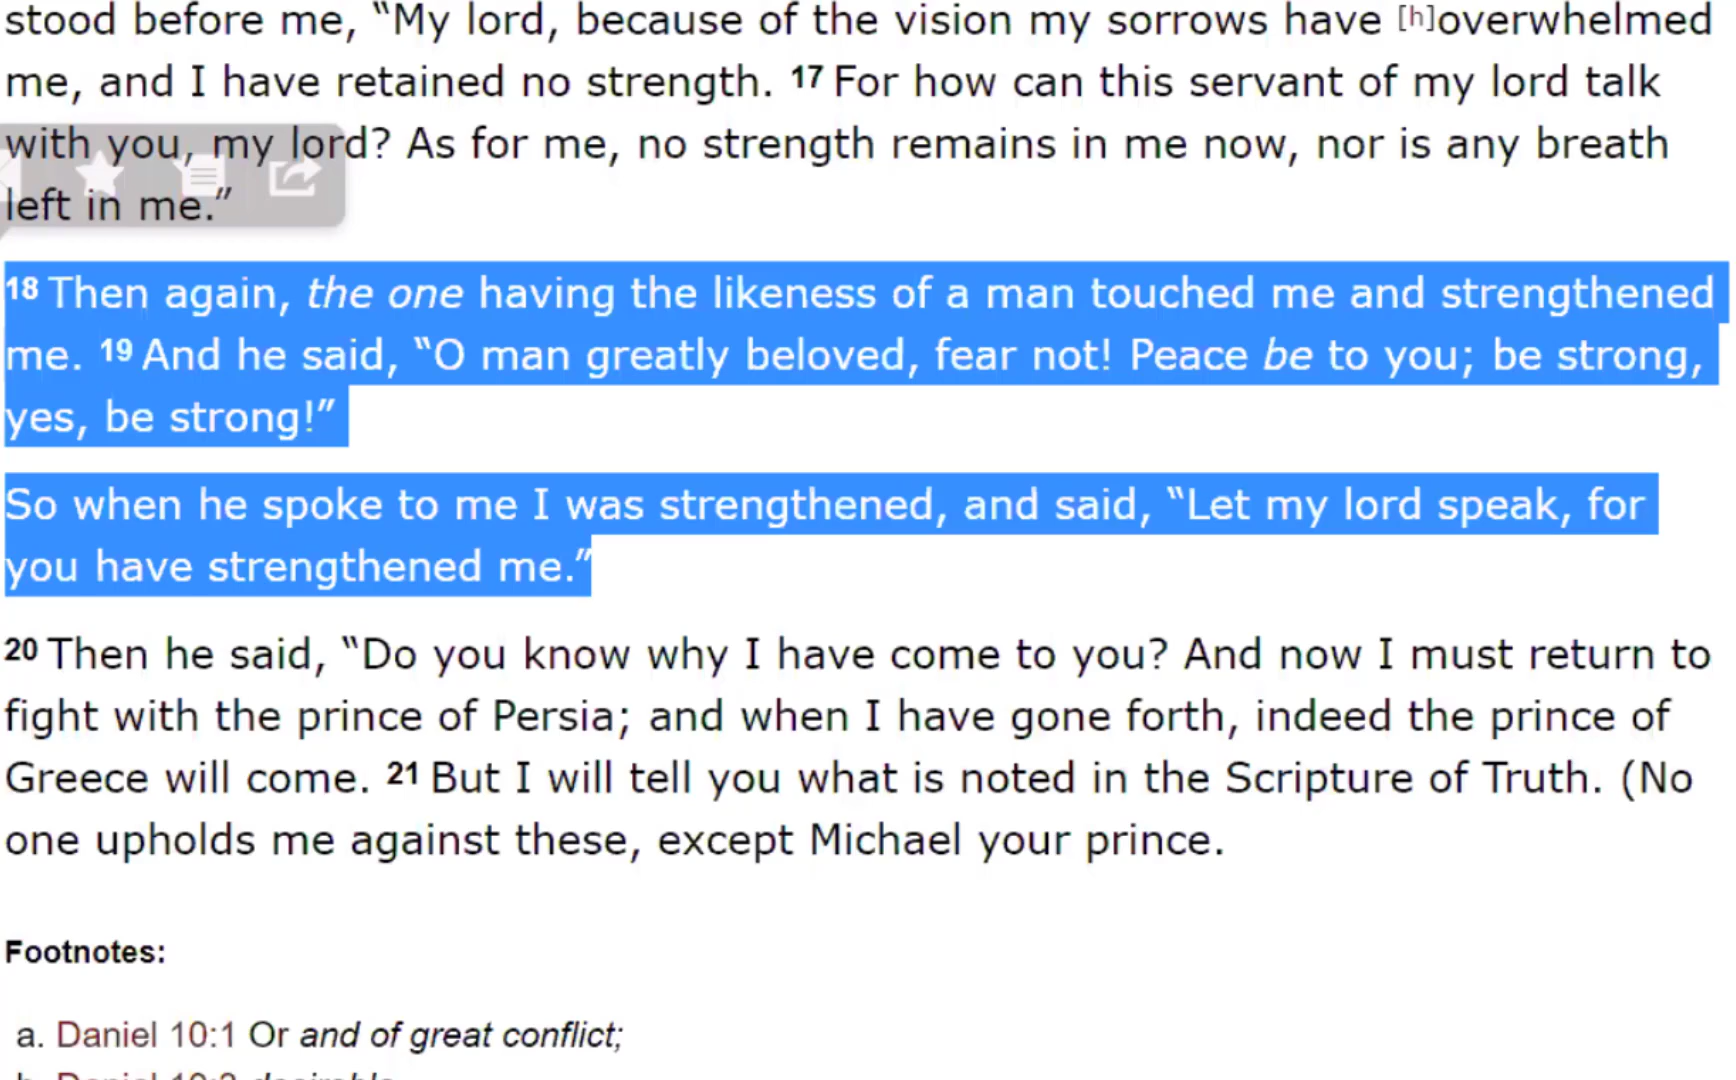 stood before me, “My lord, because of the vision my sorrows have [h]overwhelmed
me, and I have retained no strength. 17 For how can this servant of my lord talk
with you, my lord? As for me, no strength remains in me now, nor is any breath
left in me.”
18 Then again, the one having the likeness of a man touched me and strengthened
me. 19 And he said, “O man greatly beloved, fear not! Peace be to you; be strong,
yes, be strong!”
So when he spoke to me I was strengthened, and said, “Let my lord speak, for
you have strengthened me.”
20 Then he said, “Do you know why I have come to you? And now I must return to
fight with the prince of Persia; and when I have gone forth, indeed the prince of
Greece will come. 21 But I will tell you what is noted in the Scripture of Truth. (No
one upholds me against these, except Michael your prince.
Footnotes:
a. Daniel 10:1 Or and of great conflict;